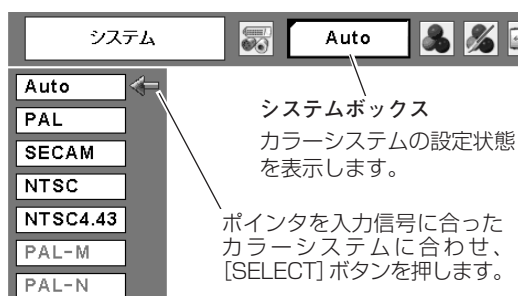 システム
Auto
Auto
PAL
SECAM
NTSC
NTSC4.43
PAL-M
PAL-N
システムボックス
カラーシステムの設定状態
を表示します。
ポインタを入力信号に合った
カラーシステムに合わせ、
[SELECT] ボタンを押します。